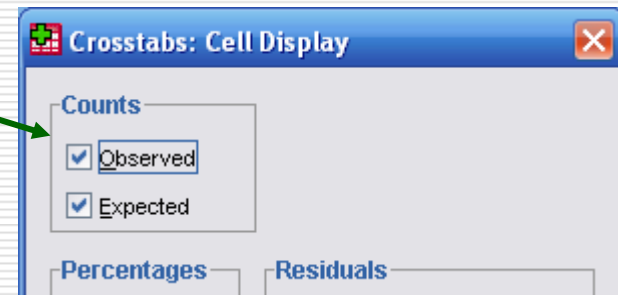 Crosstabs: Cell Display
Counts
Observed
Expected
Percentages
Residuals